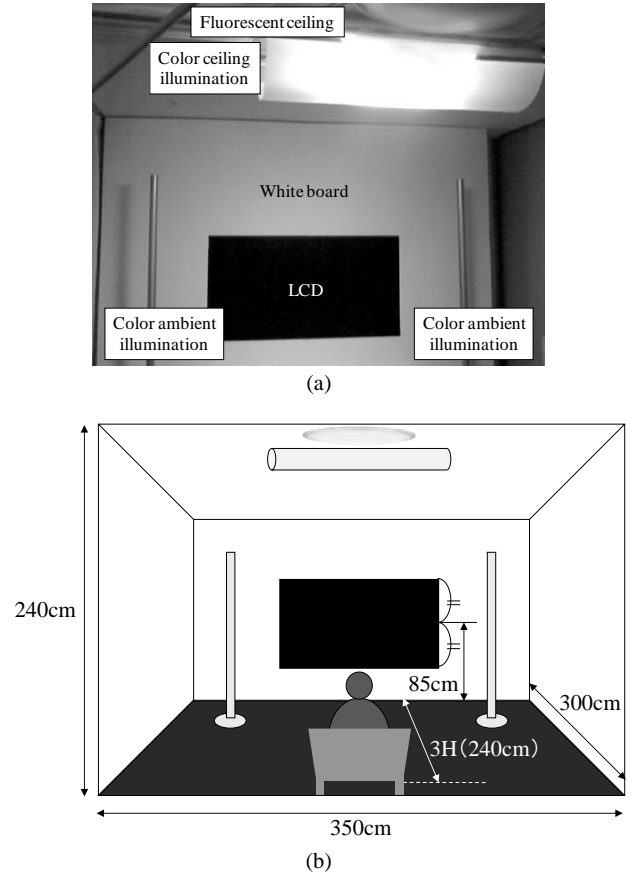 Fluorescent ceiling
Color ceiling
illumination
White board
LCD
Color ambient
illumination
Color ambient
illumination
(a)
240cm
85cm
300cm
3H(240cm)
350cm
(b)